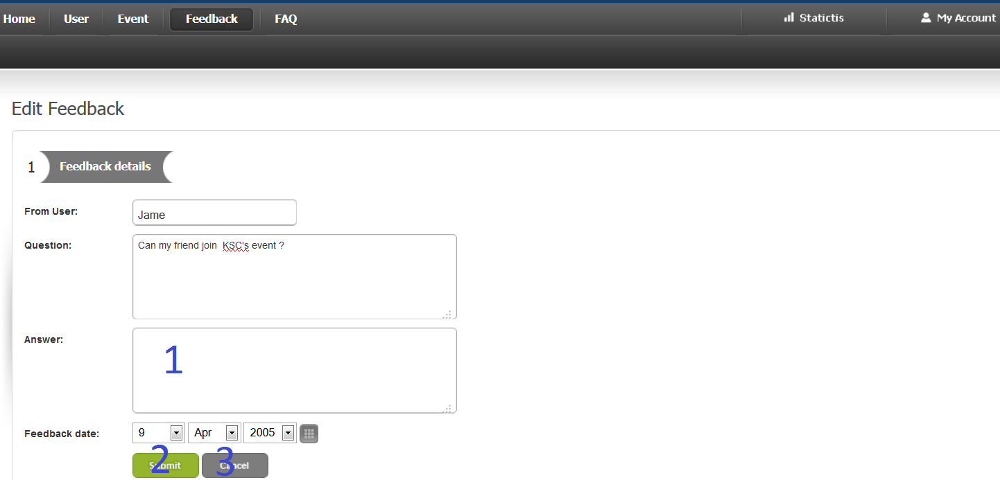 Home User Event Feedback FAQ Statictis My Account
Edit Feedback
1 Feedback details
From User: Jame
Question: Can my friend join  KSC's event ?
Answer: 1
Feedback date: 9 Apr 2005
2 3
Submit Cancel